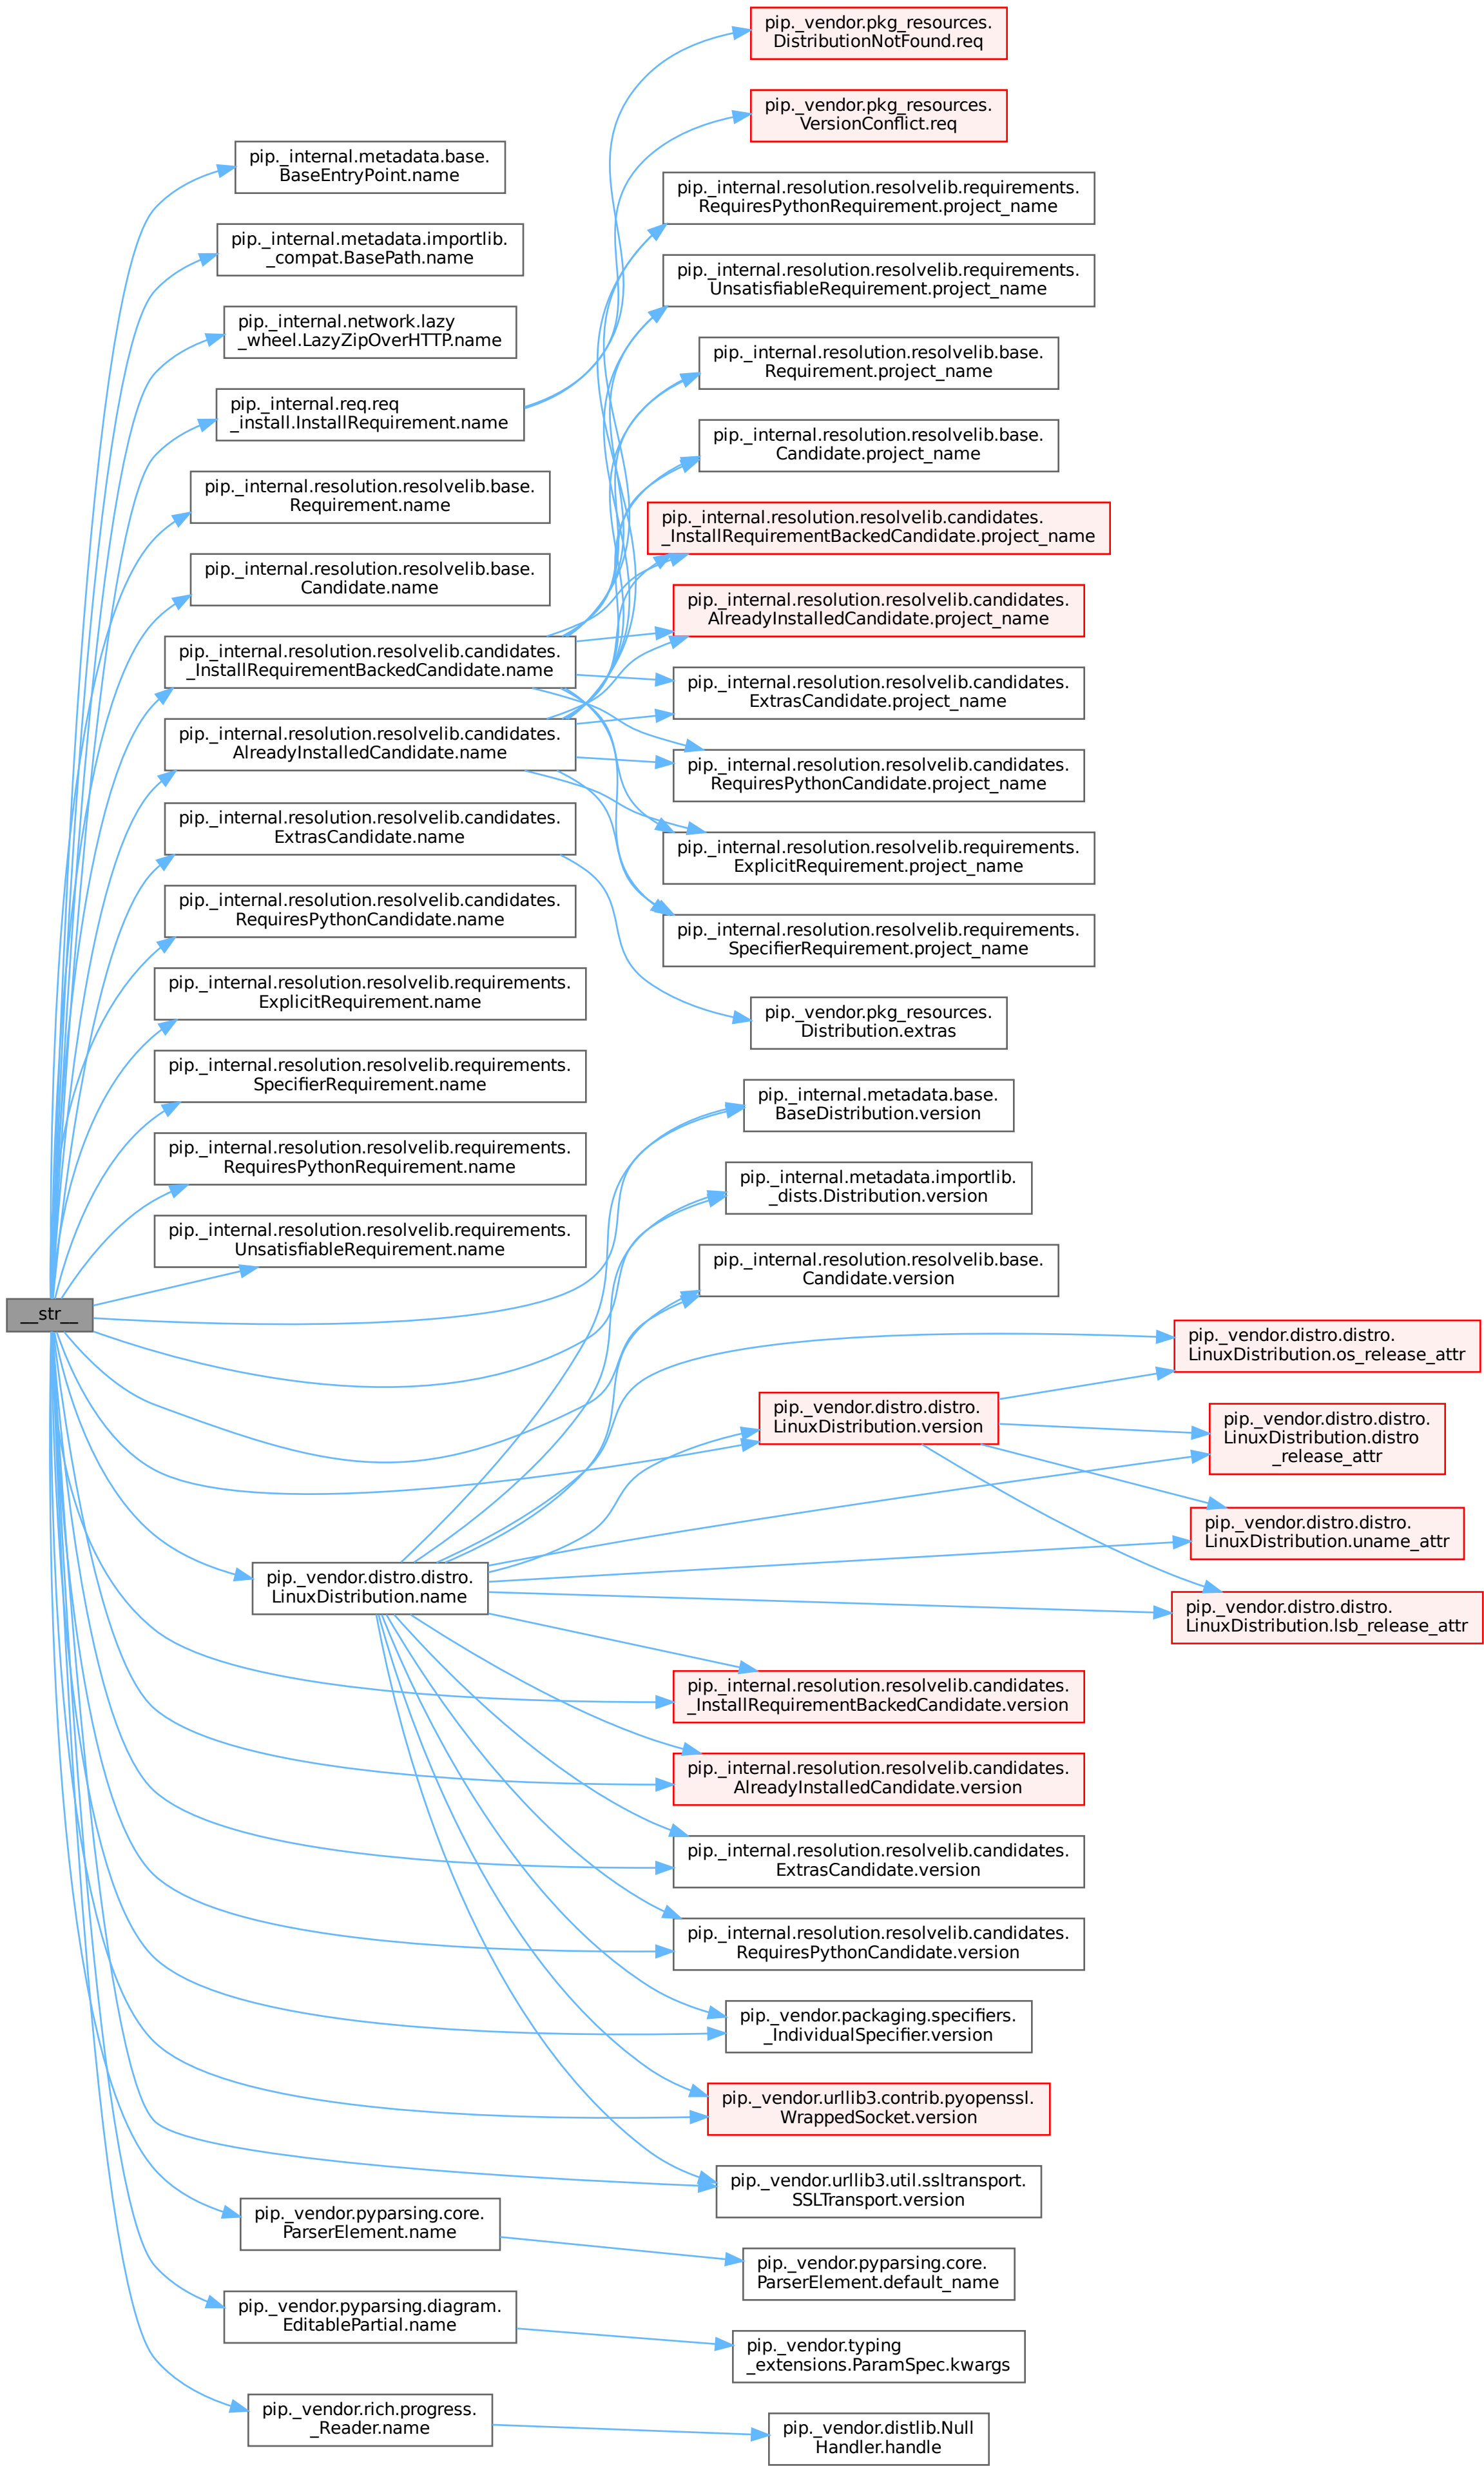 __str__
pip._internal.metadata.base.
BaseEntryPoint.name
pip._internal.metadata.importlib.
_compat.BasePath.name
pip._internal.network.lazy
_wheel.LazyZipOverHTTP.name
pip._internal.req.req
_install.InstallRequirement.name
pip._internal.resolution.resolvelib.base.
Requirement.name
pip._internal.resolution.resolvelib.base.
Candidate.name
pip._internal.resolution.resolvelib.candidates.
_InstallRequirementBackedCandidate.name
pip._internal.resolution.resolvelib.candidates.
AlreadyInstalledCandidate.name
pip._internal.resolution.resolvelib.candidates.
ExtrasCandidate.name
pip._internal.resolution.resolvelib.candidates.
RequiresPythonCandidate.name
pip._internal.resolution.resolvelib.requirements.
ExplicitRequirement.name
pip._internal.resolution.resolvelib.requirements.
SpecifierRequirement.name
pip._internal.resolution.resolvelib.requirements.
RequiresPythonRequirement.name
pip._internal.resolution.resolvelib.requirements.
UnsatisfiableRequirement.name
pip._vendor.distro.distro.
LinuxDistribution.name
pip._vendor.pyparsing.core.
ParserElement.name
pip._vendor.pyparsing.diagram.
EditablePartial.name
pip._vendor.rich.progress.
_Reader.name
pip._vendor.pkg_resources.
DistributionNotFound.req
pip._vendor.pkg_resources.
VersionConflict.req
pip._internal.resolution.resolvelib.requirements.
RequiresPythonRequirement.project_name
pip._internal.resolution.resolvelib.requirements.
UnsatisfiableRequirement.project_name
pip._internal.resolution.resolvelib.base.
Requirement.project_name
pip._internal.resolution.resolvelib.base.
Candidate.project_name
pip._internal.resolution.resolvelib.candidates.
_InstallRequirementBackedCandidate.project_name
pip._internal.resolution.resolvelib.candidates.
AlreadyInstalledCandidate.project_name
pip._internal.resolution.resolvelib.candidates.
ExtrasCandidate.project_name
pip._internal.resolution.resolvelib.candidates.
RequiresPythonCandidate.project_name
pip._internal.resolution.resolvelib.requirements.
ExplicitRequirement.project_name
pip._internal.resolution.resolvelib.requirements.
SpecifierRequirement.project_name
pip._vendor.pkg_resources.
Distribution.extras
pip._internal.metadata.base.
BaseDistribution.version
pip._internal.metadata.importlib.
_dists.Distribution.version
pip._internal.resolution.resolvelib.base.
Candidate.version
pip._vendor.distro.distro.
LinuxDistribution.version
pip._internal.resolution.resolvelib.candidates.
_InstallRequirementBackedCandidate.version
pip._internal.resolution.resolvelib.candidates.
AlreadyInstalledCandidate.version
pip._internal.resolution.resolvelib.candidates.
ExtrasCandidate.version
pip._internal.resolution.resolvelib.candidates.
RequiresPythonCandidate.version
pip._vendor.packaging.specifiers.
_IndividualSpecifier.version
pip._vendor.urllib3.contrib.pyopenssl.
WrappedSocket.version
pip._vendor.urllib3.util.ssltransport.
SSLTransport.version
pip._vendor.pyparsing.core.
ParserElement.default_name
pip._vendor.typing
_extensions.ParamSpec.kwargs
pip._vendor.distlib.Null
Handler.handle
pip._vendor.distro.distro.
LinuxDistribution.os_release_attr
pip._vendor.distro.distro.
LinuxDistribution.distro
_release_attr
pip._vendor.distro.distro.
LinuxDistribution.uname_attr
pip._vendor.distro.distro.
LinuxDistribution.lsb_release_attr